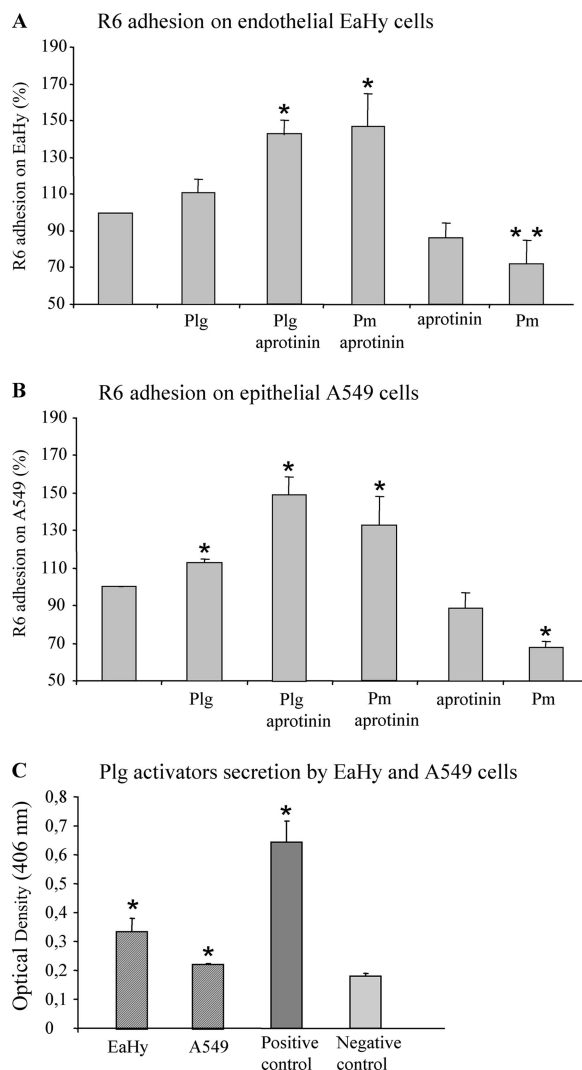 A R6 adhesion on endothelial EaHy cells
R6 adhesion on EaHy (%)
190
170
150
130
110
90
70
50
* * * *
Plg Plg Pm aprotinin Pm
aprotinin aprotinin
B R6 adhesion on epithelial A549 cells
R6 adhesion on A549 (%)
190
170
150
130
110
90
70
50
* * * *
Plg Plg Pm aprotinin Pm
aprotinin aprotinin
C Plg activators secretion by EaHy and A549 cells
Optical Density (406 nm)
0,8
0,7
0,6
0,5
0,4
0,3
0,2
0,1
0
* * *
EaHy A549 Positive Negative
control control